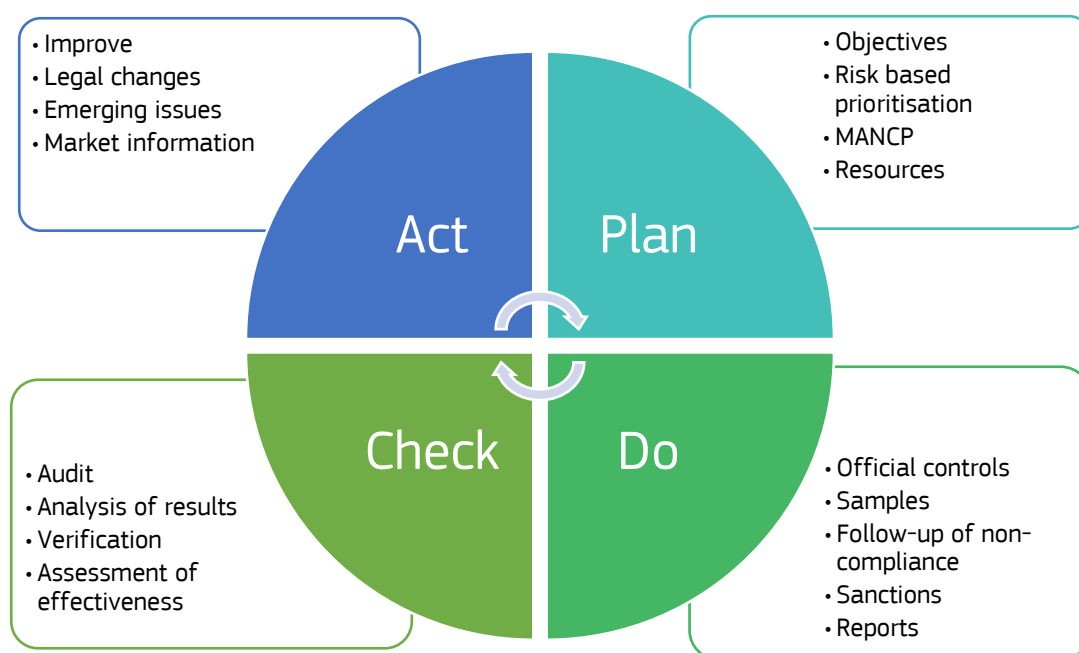 • Improve
• Legal changes
• Emerging issues
• Market information
• Objectives
• Risk based
prioritisation
• MANCP
• Resources
Act
Plan
Check
Do
• Audit
• Analysis of results
• Verification
• Assessment of
effectiveness
• Official controls
• Samples
• Follow-up of non-
compliance
• Sanctions
• Reports